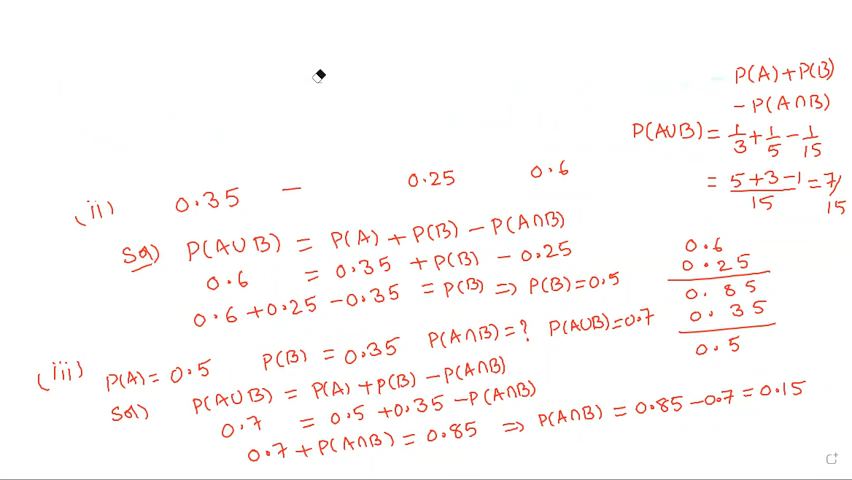 P(A)+P(B)
-P(A∩B)
P(A∪B) = 1/3 + 1/5 - 1/15
= 5+3-1/15 = 7/15
(ii) 0.35 — 0.25 0.6
Sol) P(A∪B) = P(A) + P(B) - P(A∩B)
0.6 = 0.35 + P(B) - 0.25
0.6+0.25 -0.35 = P(B) ⇒ P(B)=0.5
0.6
0.25
0.85
0.35
0.5
(iii) P(A)= 0.5 P(B) = 0.35 P(A∩B)=? P(A∪B)=0.7
Sol) P(A∪B) = P(A)+P(B) -P(A∩B)
0.7 = 0.5+0.35 -P(A∩B)
0.7+P(A∩B) = 0.85 ⇒ P(A∩B) = 0.85-0.7=0.15